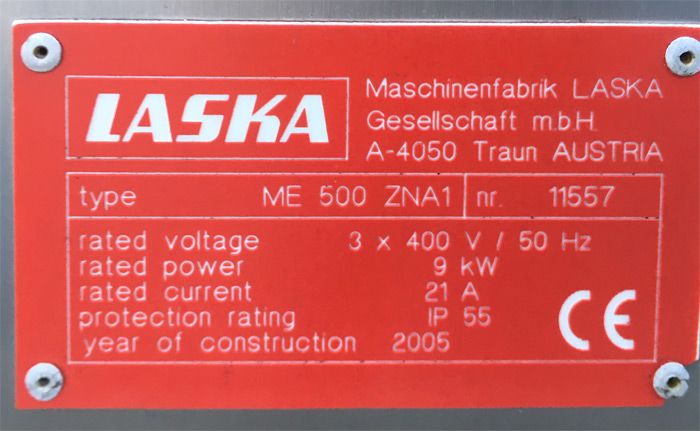 LASKA
Maschinenfabrik LASKA
Gesellschaft m.b.H.
A-4050 Traun AUSTRIA
type ME 500 ZNA1 nr. 11557
rated voltage 3 x 400 V / 50 Hz
rated power 9 kW
rated current 21 A
protection rating IP 55
year of construction 2005
CE